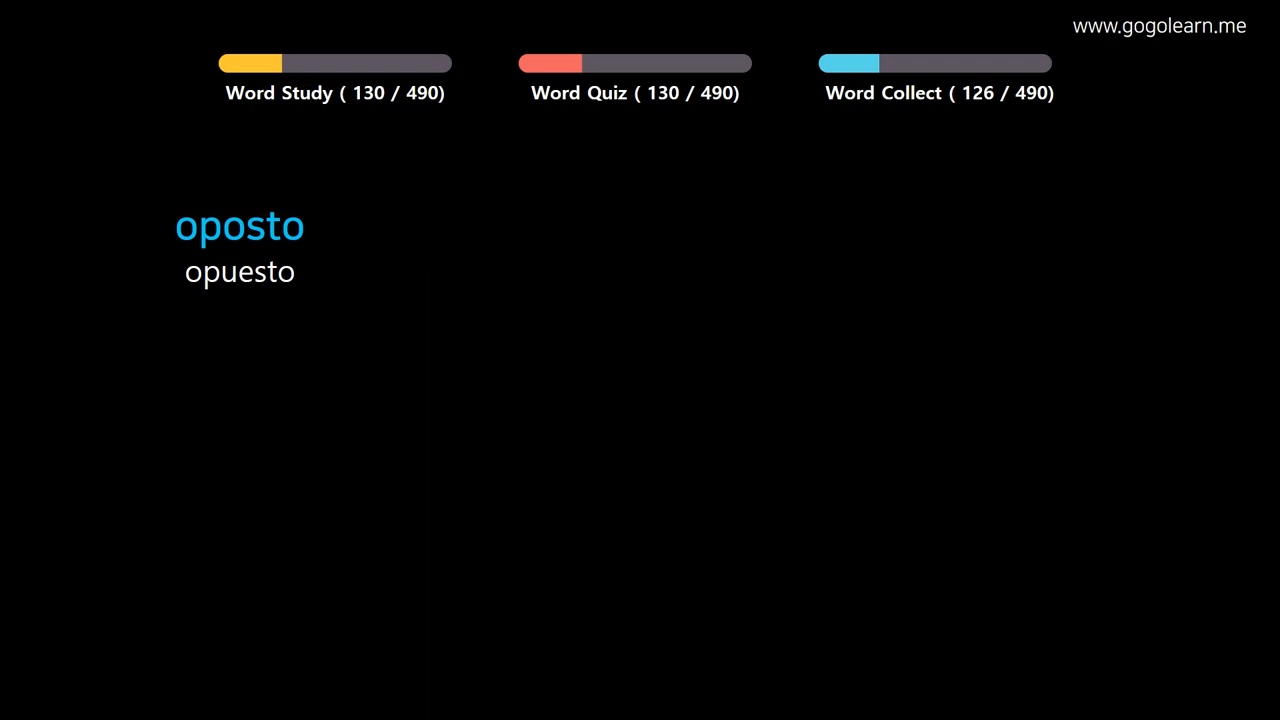 www.gogolearn.me
Word Study ( 130 / 490)
Word Quiz ( 130 / 490)
Word Collect ( 126 / 490)
oposto
opuesto